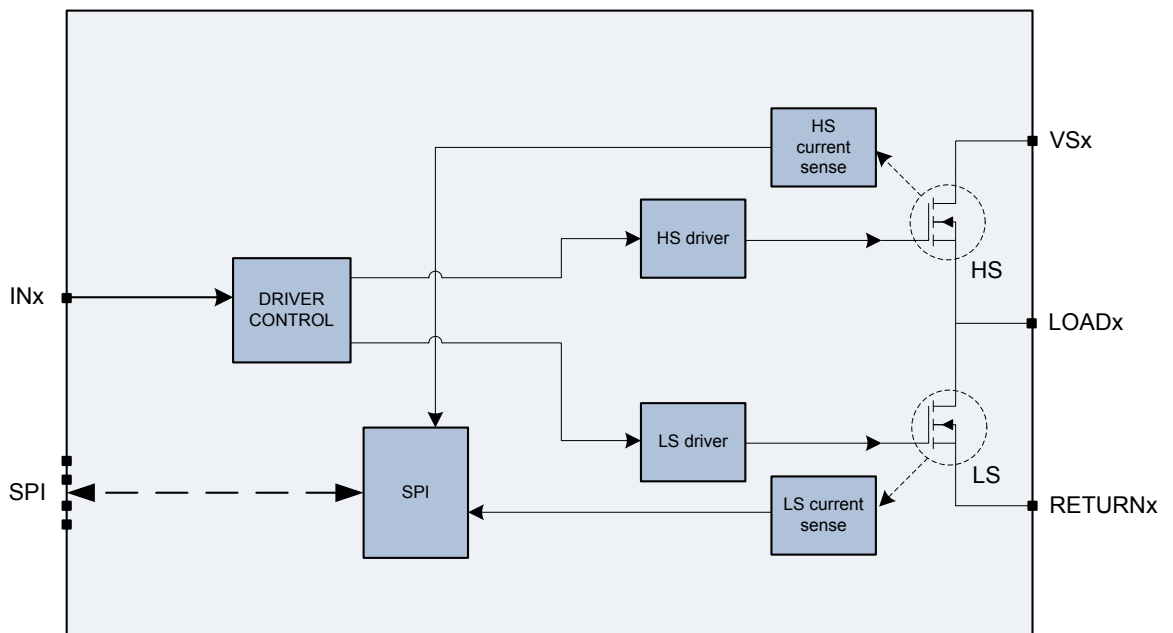 HS
current
sense
VSx
HS driver
HS
INx
DRIVER
CONTROL
LOADx
LS driver
LS
SPI
SPI
LS current
sense
RETURNx